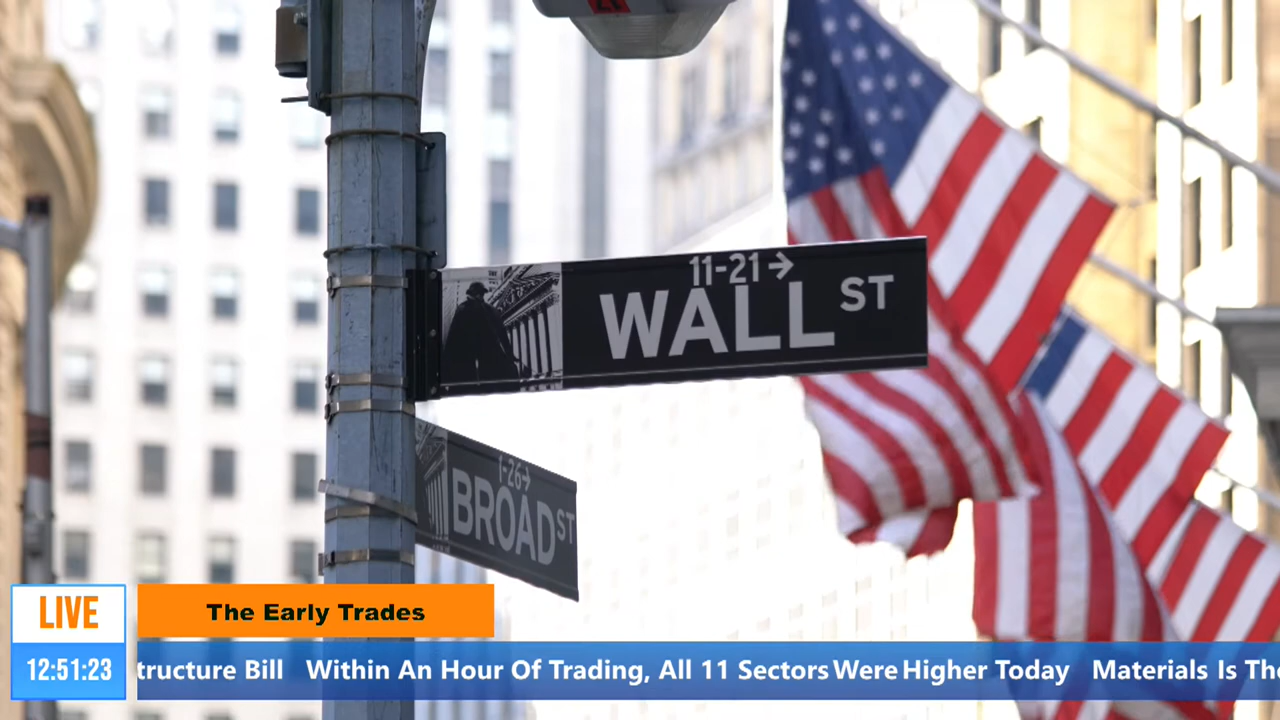 11-21→
WALL ST
1-26→
BROAD ST
LIVE
The Early Trades
12:51:23
tructure Bill Within An Hour Of Trading, All 11 Sectors Were Higher Today Materials Is The